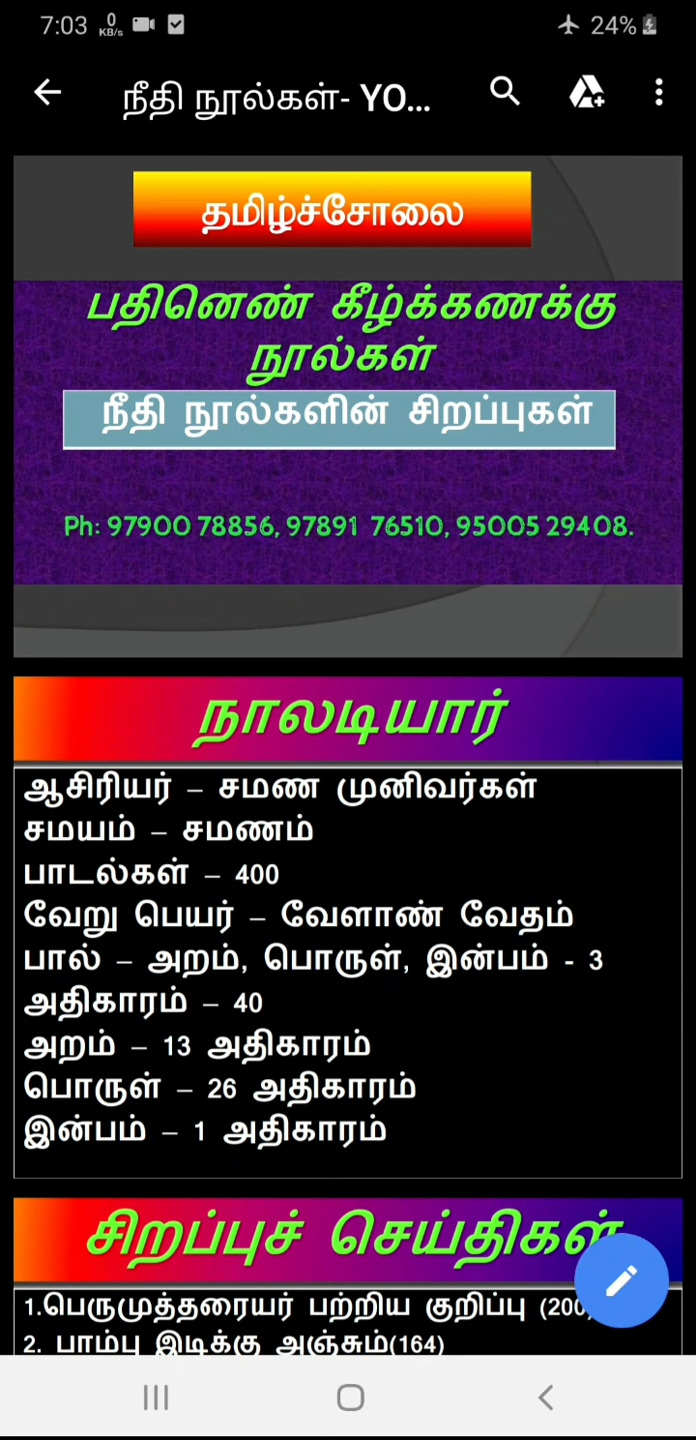 7:03 0 KB/s 24%
நீதி நூல்கள்- YO...
தமிழ்ச்சோலை
பதினெண் கீழ்க்கணக்கு
நூல்கள்
நீதி நூல்களின் சிறப்புகள்
Ph: 97900 78856, 97891 76510, 95005 29408.
நாலடியார்
ஆசிரியர் – சமண முனிவர்கள்
சமயம் – சமணம்
பாடல்கள் – 400
வேறு பெயர் – வேளாண் வேதம்
பால் – அறம், பொருள், இன்பம் - 3
அதிகாரம் – 40
அறம் – 13 அதிகாரம்
பொருள் – 26 அதிகாரம்
இன்பம் – 1 அதிகாரம்
சிறப்புச் செய்திகள்
1.பெருமுத்தரையர் பற்றிய குறிப்பு (200,
2. பாம்பு இடிக்கு அஞ்சும்(164)